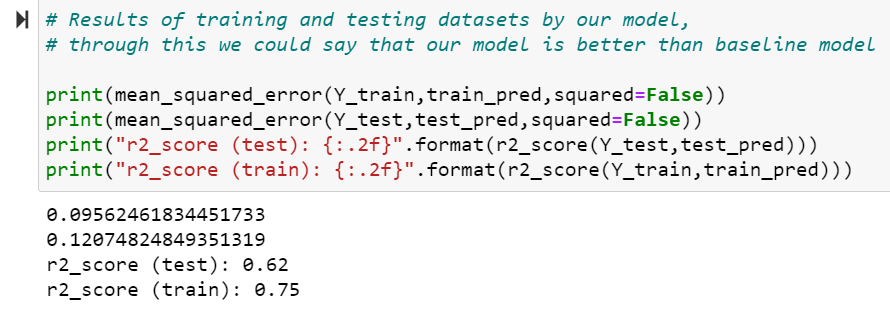 # Results of training and testing datasets by our model,
# through this we could say that our model is better than baseline model
print(mean_squared_error(Y_train,train_pred,squared=False))
print(mean_squared_error(Y_test,test_pred,squared=False))
print("r2_score (test): {:.2f}".format(r2_score(Y_test,test_pred)))
print("r2_score (train): {:.2f}".format(r2_score(Y_train,train_pred)))
0.09562461834451733
0.12074824849351319
r2_score (test): 0.62
r2_score (train): 0.75